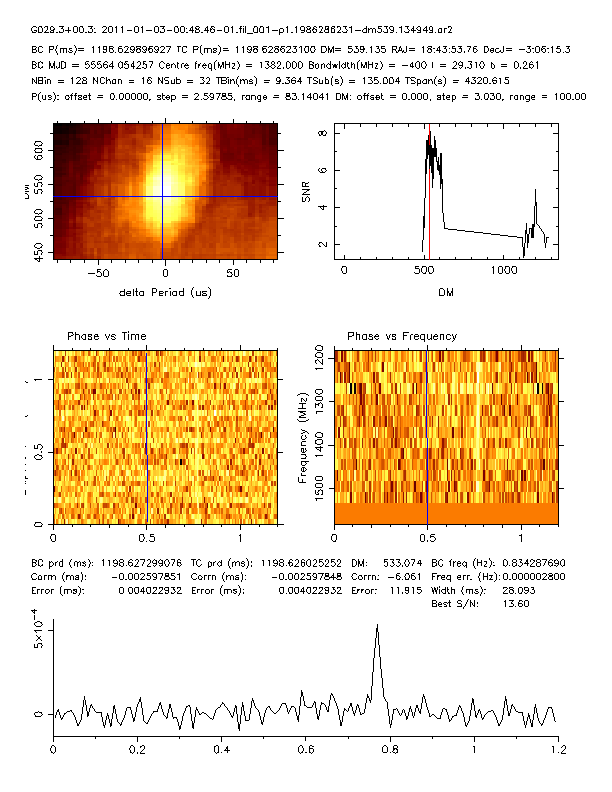 G029.3+00.3: 2011-01-03-00:48:46-01.fil_001-p1.1986286231-dm539.134949.ar2
BC P(ms)= 1198.629896927 TC P(ms)= 1198.628623100 DM= 539.135 RAJ= 18:43:53.76 DecJ= -3:06:15.3
BC MJD = 55564.054257 Centre freq(MHz) = 1382.000 Bandwidth(MHz) = -400 l = 29.310 b = 0.261
NBin = 128 NChan = 16 NSub = 32 TBin(ms) = 9.364 TSub(s) = 135.004 TSpan(s) = 4320.615
P(us): offset = 0.00000, step = 2.59785, range = 83.14041 DM: offset = 0.000, step = 3.030, range = 100.00
600
550
500
450
DM
-50 0 50
delta Period (us)
8
6
4
2
SNR
0 500 1000
DM
Phase vs Time
1
0.5
0
0 0.5 1
Phase vs Frequency
1200
1300
1400
1500
Frequency (MHz)
0 0.5 1
BC prd (ms): 1198.627299076 TC prd (ms): 1198.626025252 DM: 533.074 BC freq (Hz): 0.834287690
Corrn (ms): -0.002597851 Corrn (ms): -0.002597848 Corrn: -6.061 Freq err. (Hz): 0.000002800
Error (ms): 0.004022932 Error (ms): 0.004022932 Error: 11.915 Width (ms): 28.093
Best S/N: 13.60
5×10⁻⁴
0
0 0.2 0.4 0.6 0.8 1 1.2